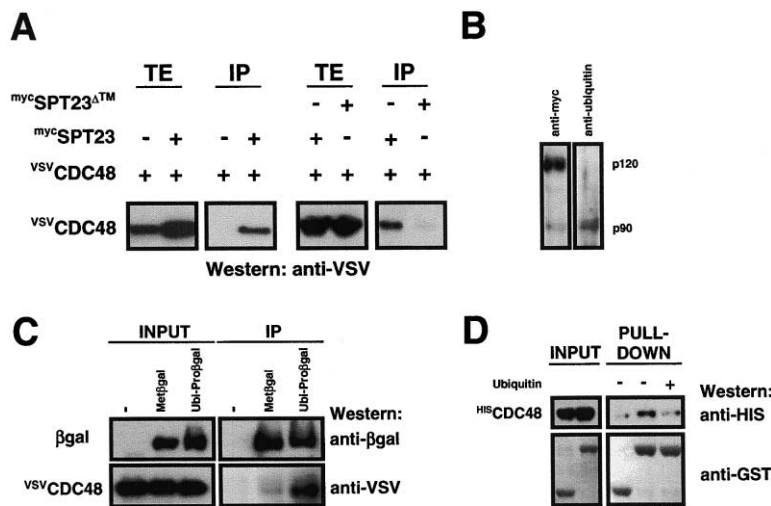 A
TE IP TE IP
mycSPT23ΔTM - + - +
mycSPT23 - + - + + - + -
VSVCDC48 + + + + + + + +
VSVCDC48
Western: anti-VSV
B
anti-myc
anti-ubiquitin
p120
p90
C
INPUT IP
- Metβgal Ubi-Proβgal - Metβgal Ubi-Proβgal
Western:
βgal anti-βgal
VSVCDC48 anti-VSV
D
INPUT PULL-
DOWN
Ubiquitin - - + Western:
HISCDC48 anti-HIS
anti-GST